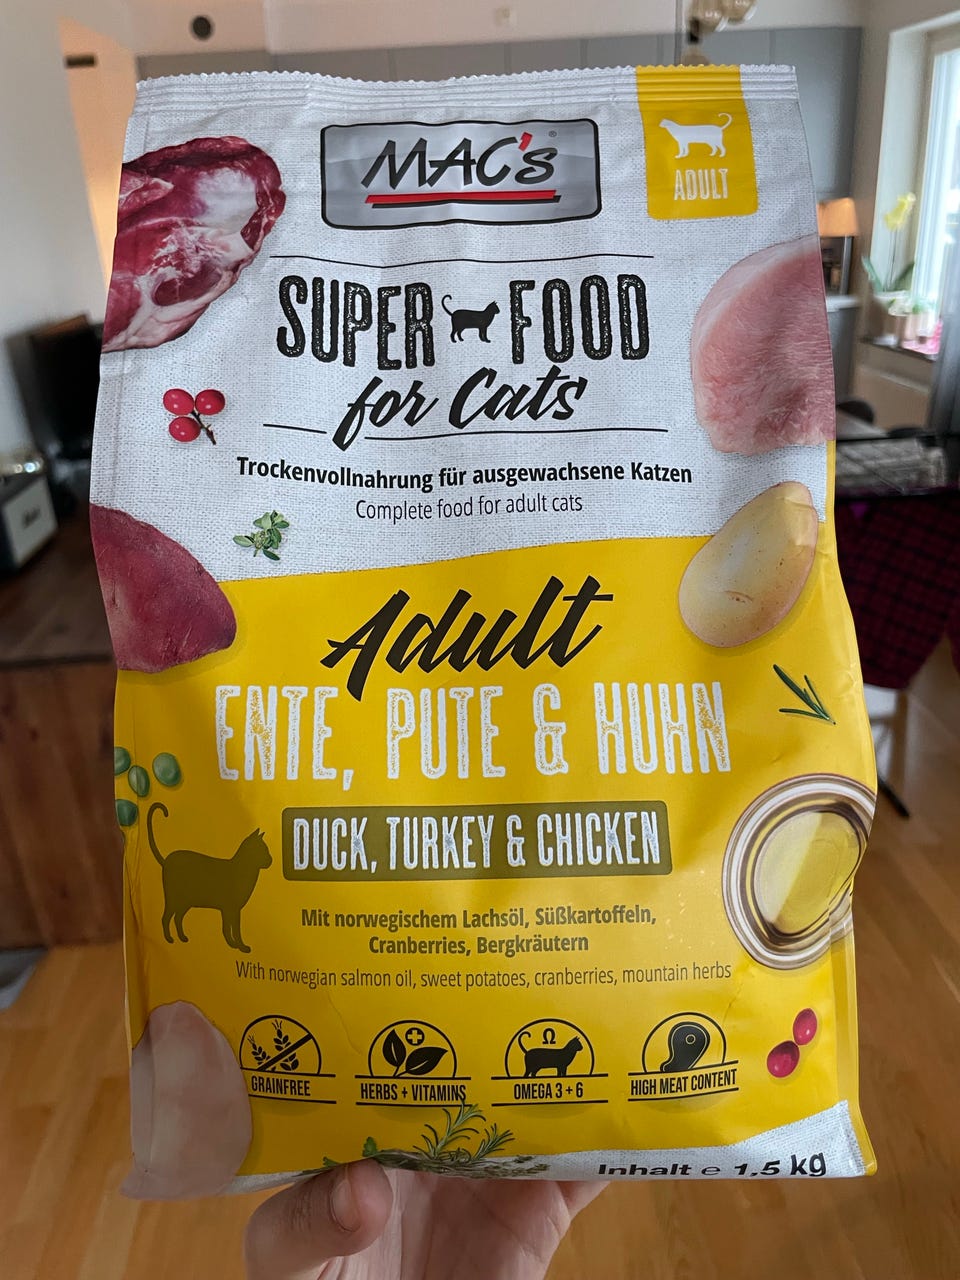 MAC's®
ADULT
SUPER FOOD
for Cats
Trockenvollnahrung für ausgewachsene Katzen
Complete food for adult cats
Adult
ENTE, PUTE & HUHN
DUCK, TURKEY & CHICKEN
Mit norwegischem Lachsöl, Süßkartoffeln,
Cranberries, Bergkräutern
With norwegian salmon oil, sweet potatoes, cranberries, mountain herbs
GRAINFREE
HERBS + VITAMINS
Ω
OMEGA 3 + 6
HIGH MEAT CONTENT
Inhalt e 1,5 kg